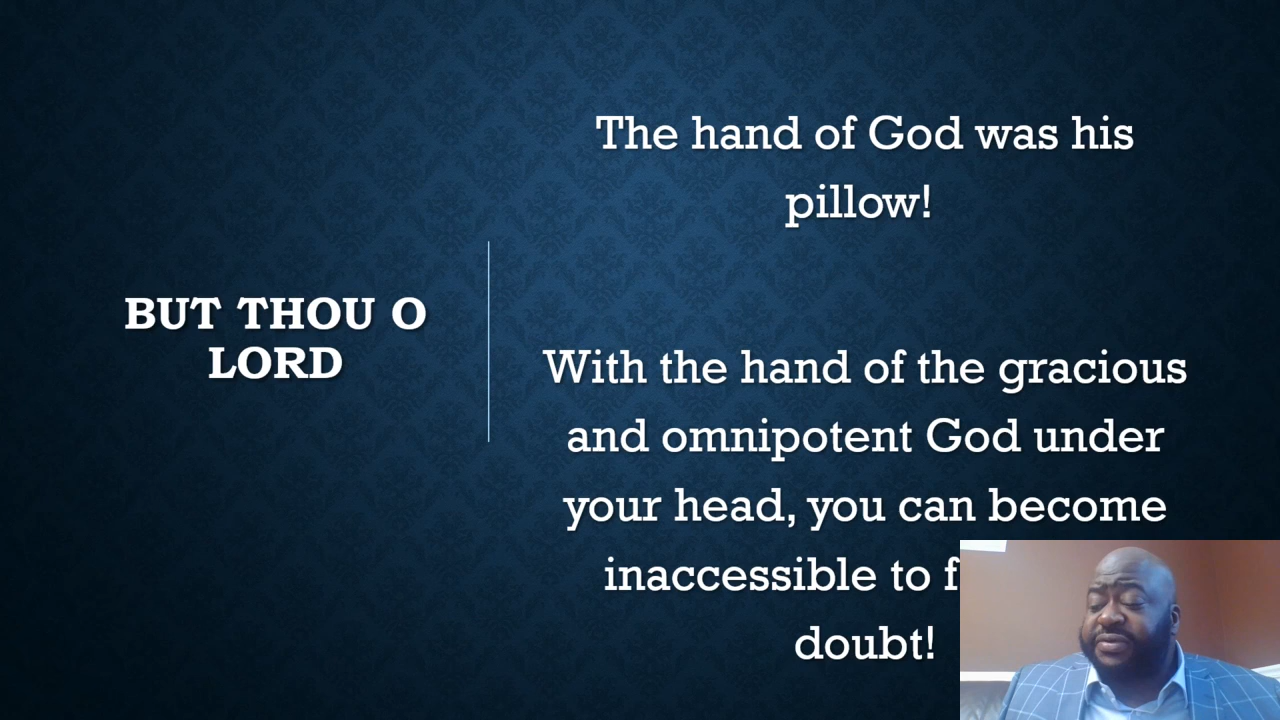 BUT THOU O
LORD
The hand of God was his
pillow!
With the hand of the gracious
and omnipotent God under
your head, you can become
inaccessible to
doubt!